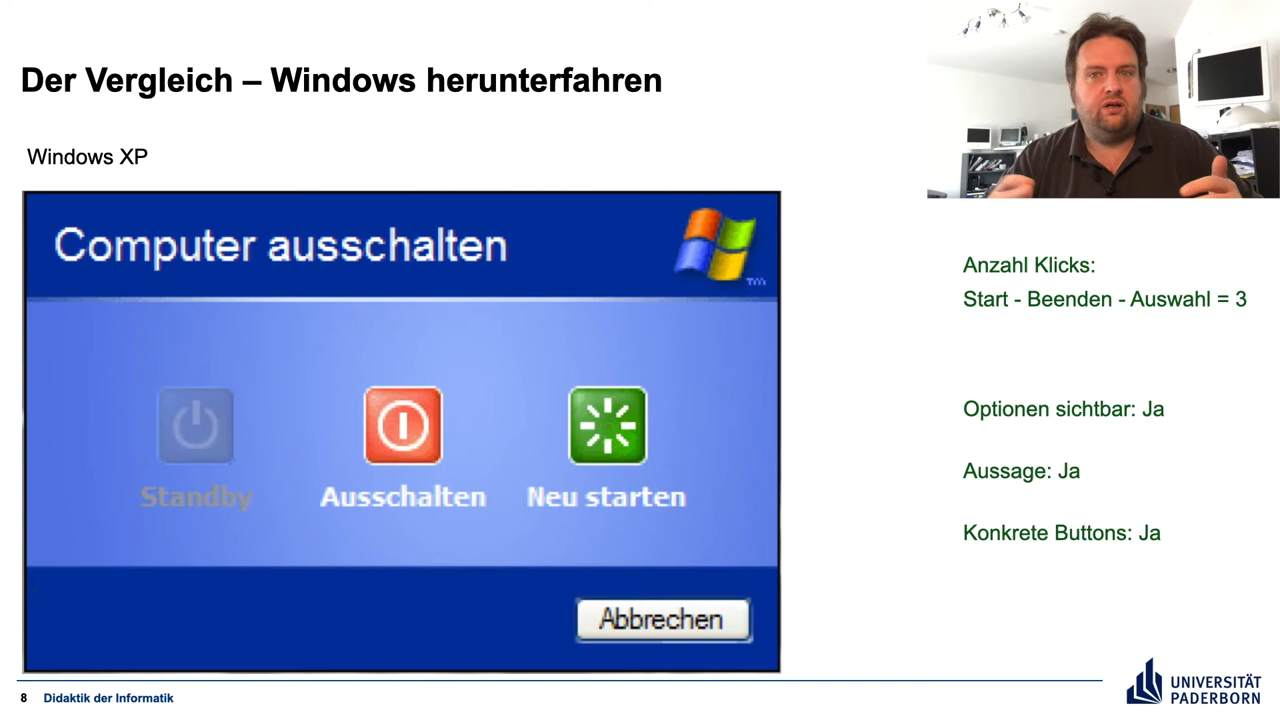 Der Vergleich – Windows herunterfahren
Windows XP
Computer ausschalten
TM
Standby
Ausschalten
Neu starten
Abbrechen
Anzahl Klicks:
Start - Beenden - Auswahl = 3
Optionen sichtbar: Ja
Aussage: Ja
Konkrete Buttons: Ja
8 Didaktik der Informatik
UNIVERSITÄT
PADERBORN